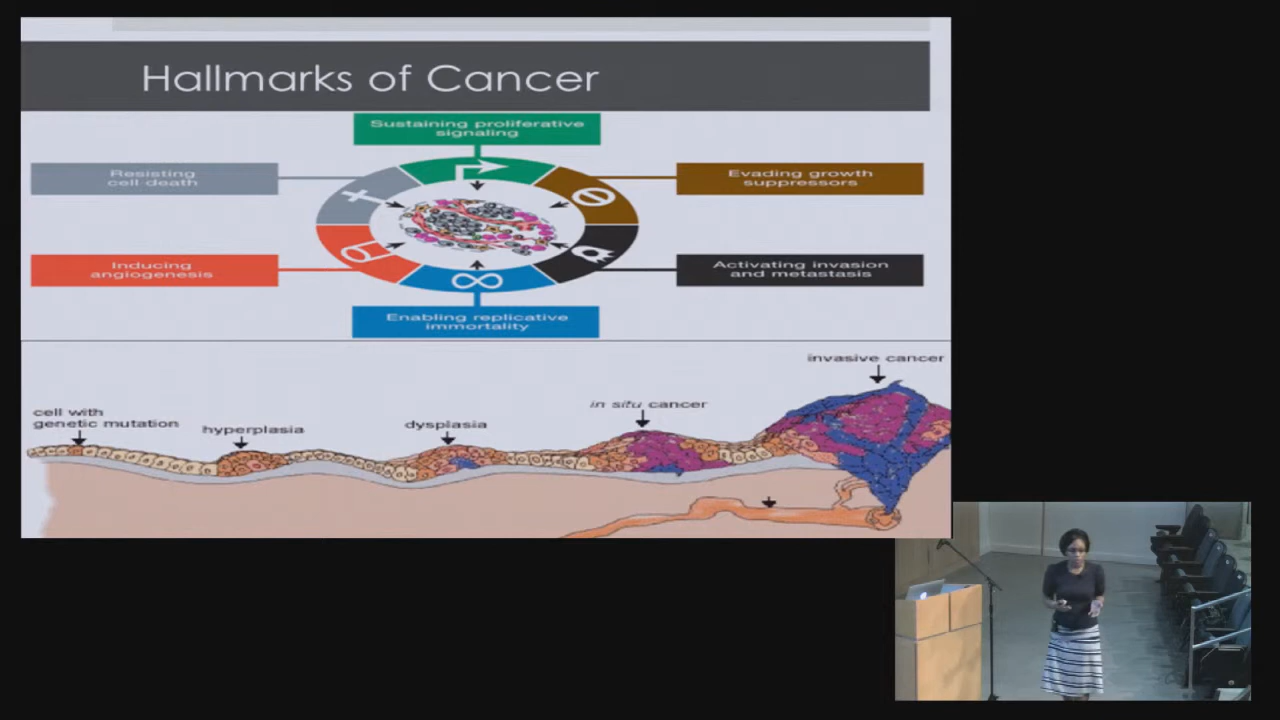 Hallmarks of Cancer
Sustaining proliferative
signaling
Resisting
cell death
Evading growth
suppressors
Inducing
angiogenesis
Activating invasion
and metastasis
Enabling replicative
immortality
invasive cancer
in situ cancer
cell with
genetic mutation
hyperplasia
dysplasia